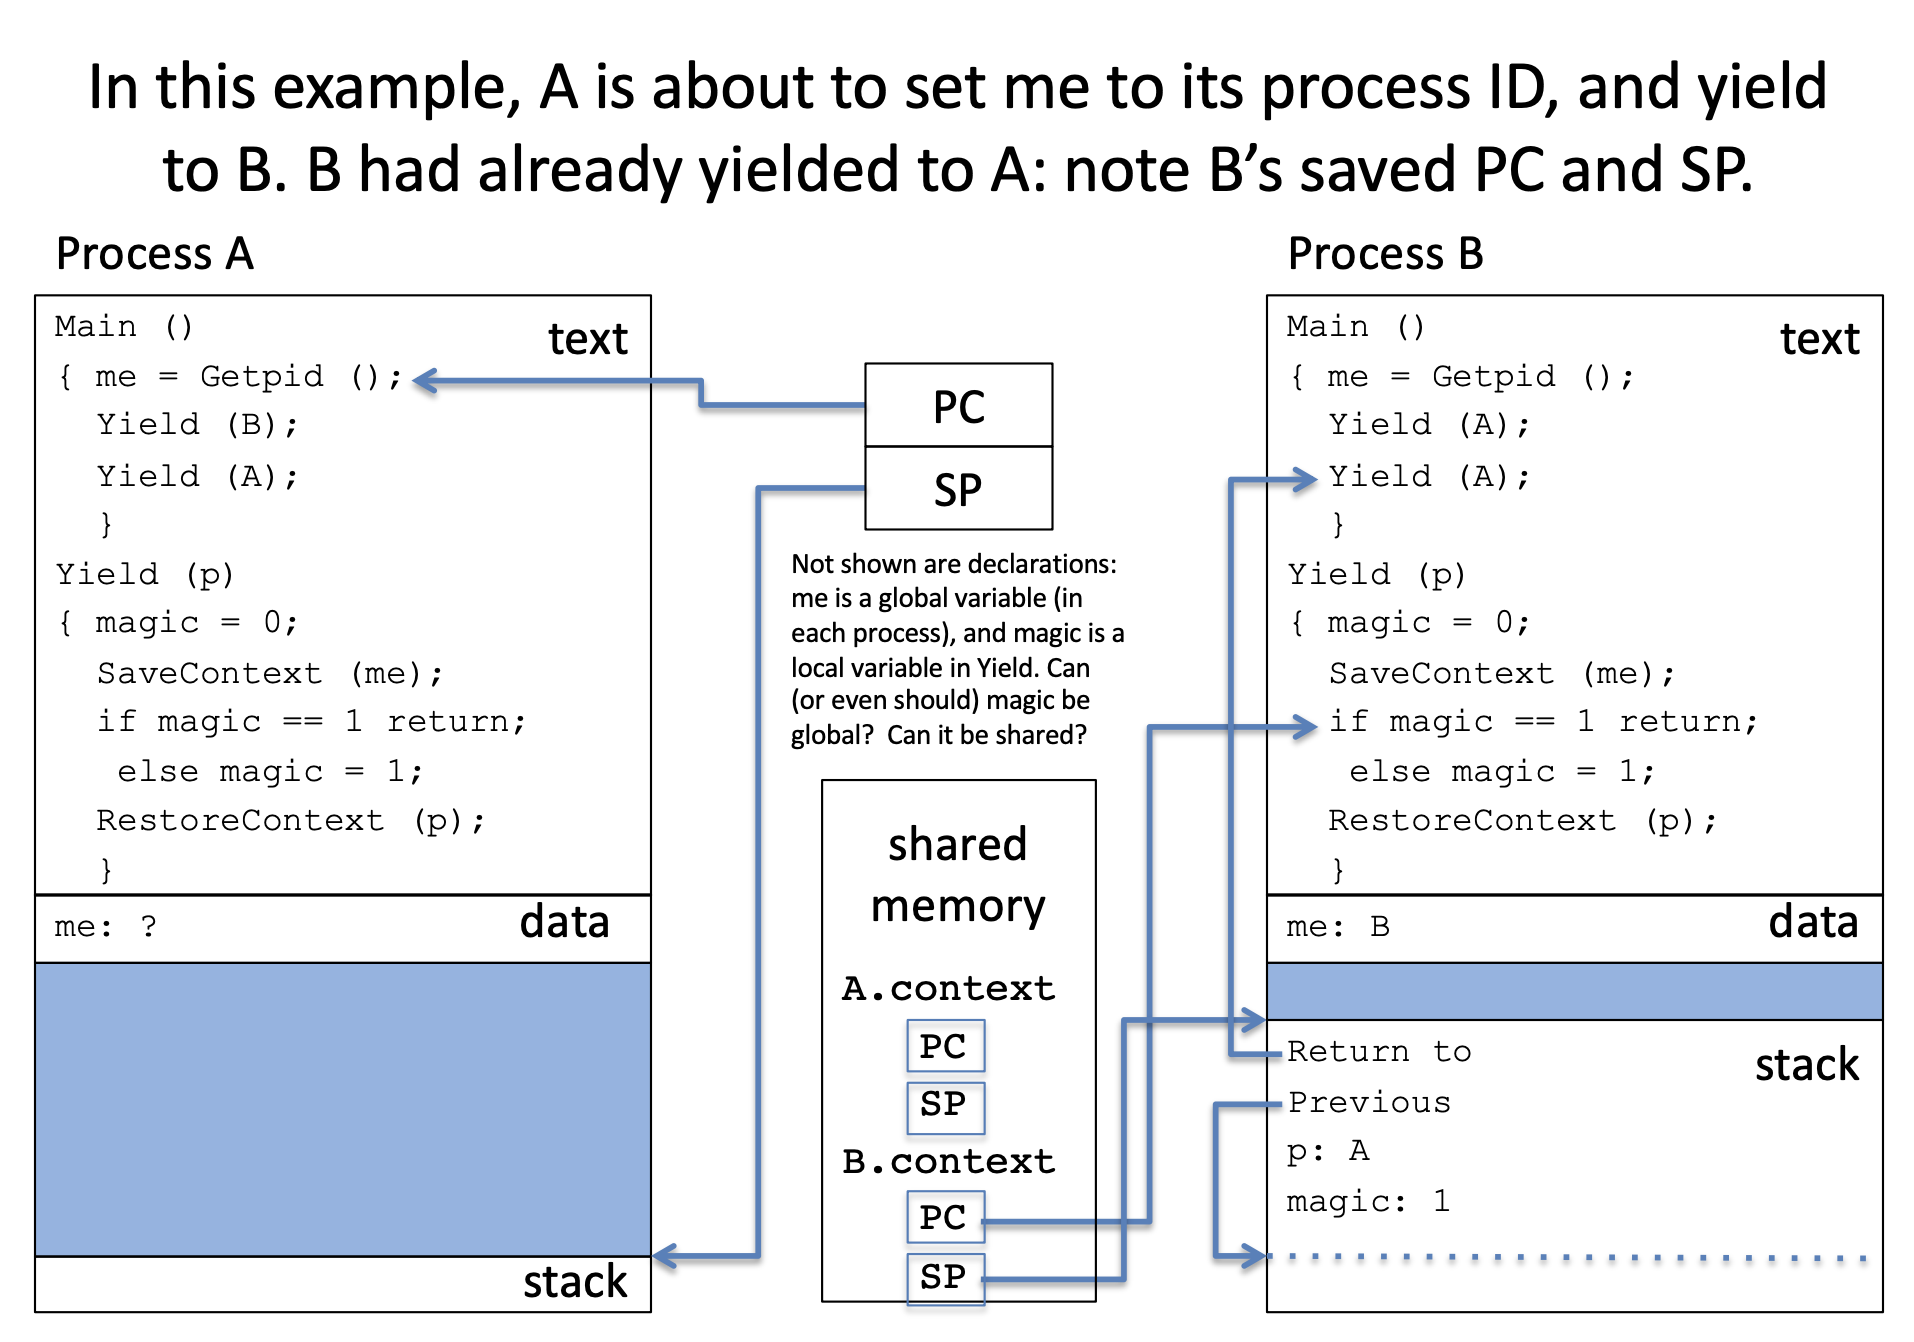 In this example, A is about to set me to its process ID, and yield
to B. B had already yielded to A: note B’s saved PC and SP.
Process A
Main ()
text
{ me = Getpid ();
Yield (B);
Yield (A);
}
Yield (p)
{ magic = 0;
SaveContext (me);
if magic == 1 return;
else magic = 1;
RestoreContext (p);
}
me: ?
data
stack
PC
SP
Not shown are declarations:
me is a global variable (in
each process), and magic is a
local variable in Yield. Can
(or even should) magic be
global?  Can it be shared?
shared
memory
A.context
PC
SP
B.context
PC
SP
Process B
Main ()
text
{ me = Getpid ();
Yield (A);
Yield (A);
}
Yield (p)
{ magic = 0;
SaveContext (me);
if magic == 1 return;
else magic = 1;
RestoreContext (p);
}
me: B
data
Return to
stack
Previous
p: A
magic: 1